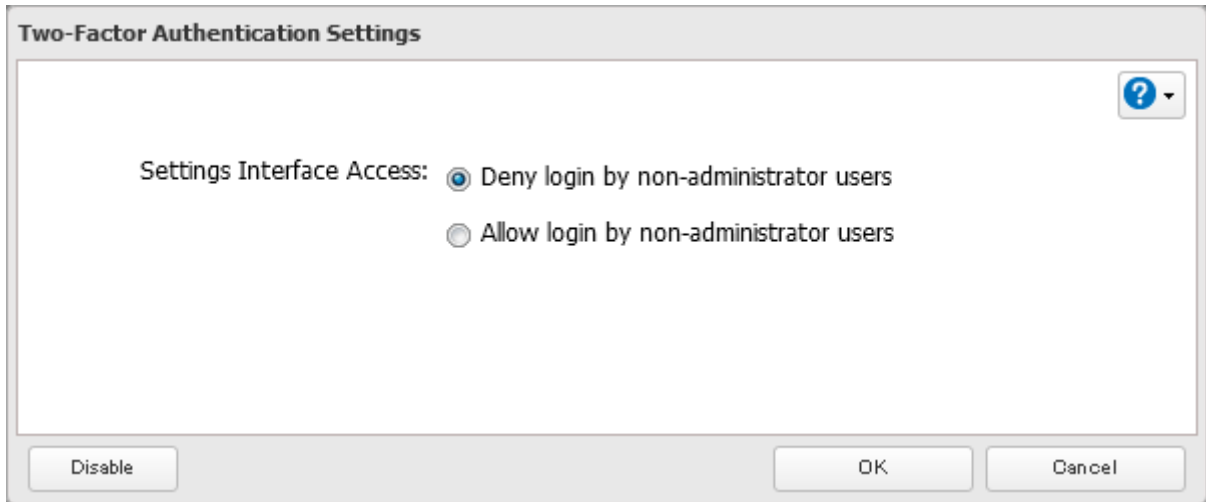 Two-Factor Authentication Settings
?
Settings Interface Access:
Deny login by non-administrator users
Allow login by non-administrator users
Disable
OK
Cancel